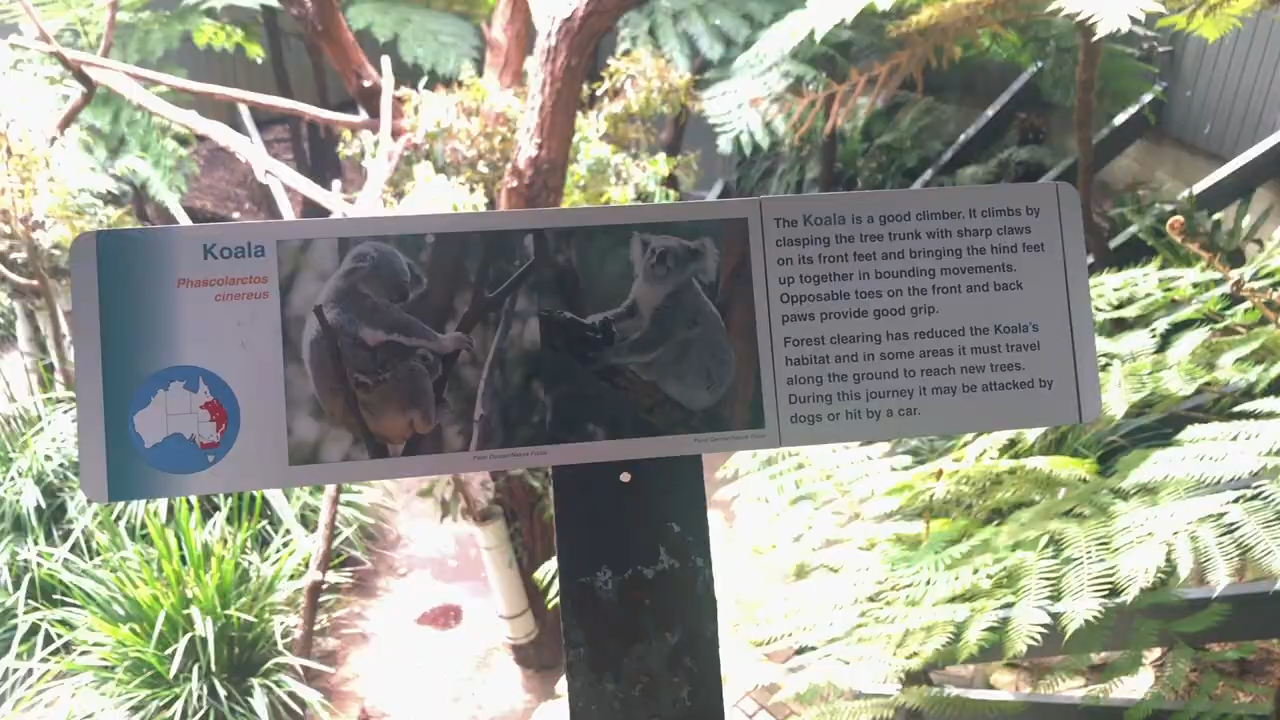 Koala
Phascolarctos
cinereus
The Koala is a good climber. It climbs by
clasping the tree trunk with sharp claws
on its front feet and bringing the hind feet
up together in bounding movements.
Opposable toes on the front and back
paws provide good grip.
Forest clearing has reduced the Koala's
habitat and in some areas it must travel
along the ground to reach new trees.
During this journey it may be attacked by
dogs or hit by a car.